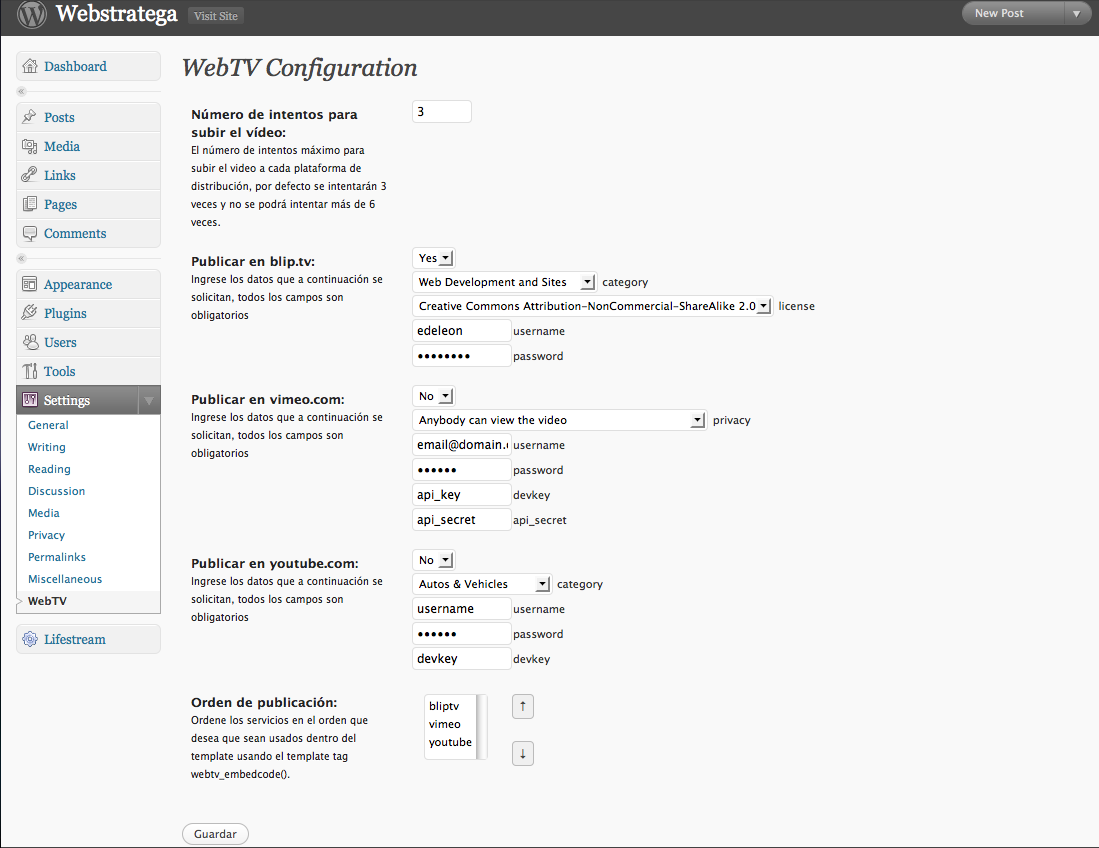 Webstratega Visit Site New Post
Dashboard
Posts
Media
Links
Pages
Comments
Appearance
Plugins
Users
Tools
Settings
General
Writing
Reading
Discussion
Media
Privacy
Permalinks
Miscellaneous
WebTV
Lifestream
WebTV Configuration
Número de intentos para
subir el vídeo:
El número de intentos máximo para
subir el video a cada plataforma de
distribución, por defecto se intentarán 3
veces y no se podrá intentar más de 6
veces.
3
Publicar en blip.tv:
Ingrese los datos que a continuación se
solicitan, todos los campos son
obligatorios
Yes
Web Development and Sites category
Creative Commons Attribution-NonCommercial-ShareAlike 2.0 license
edeleon username
•••••••• password
Publicar en vimeo.com:
Ingrese los datos que a continuación se
solicitan, todos los campos son
obligatorios
No
Anybody can view the video privacy
email@domain. username
•••••• password
api_key devkey
api_secret api_secret
Publicar en youtube.com:
Ingrese los datos que a continuación se
solicitan, todos los campos son
obligatorios
No
Autos & Vehicles category
username username
•••••• password
devkey devkey
Orden de publicación:
Ordene los servicios en el orden que
desea que sean usados dentro del
template usando el template tag
webtv_embedcode().
bliptv
vimeo
youtube
↑
↓
Guardar